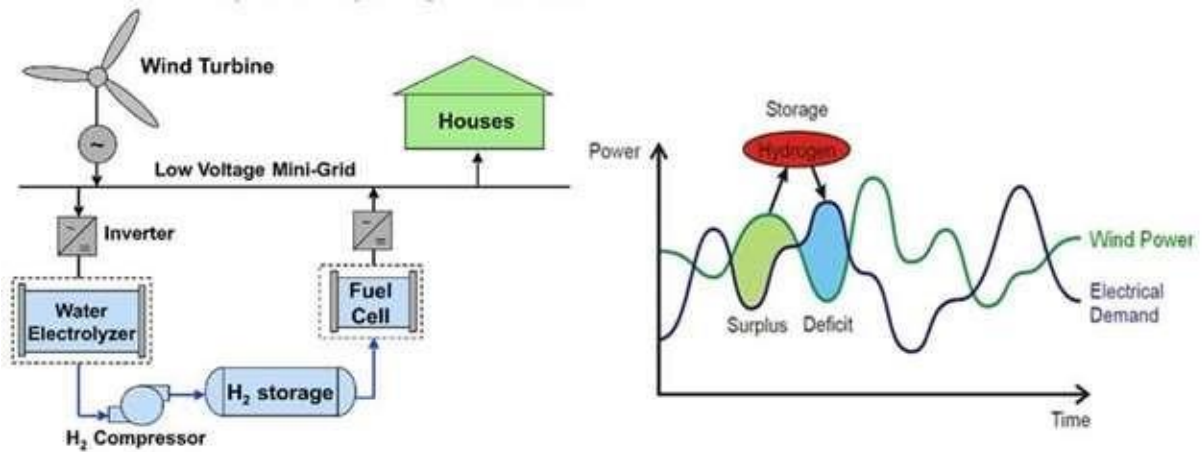 Wind Turbine
~
Houses
Low Voltage Mini-Grid
~
=
Inverter
~
=
Water
Electrolyzer
Fuel
Cell
H₂ storage
H₂ Compressor
Storage
Hydrogen
Power
Wind Power
Electrical
Demand
Surplus
Deficit
Time